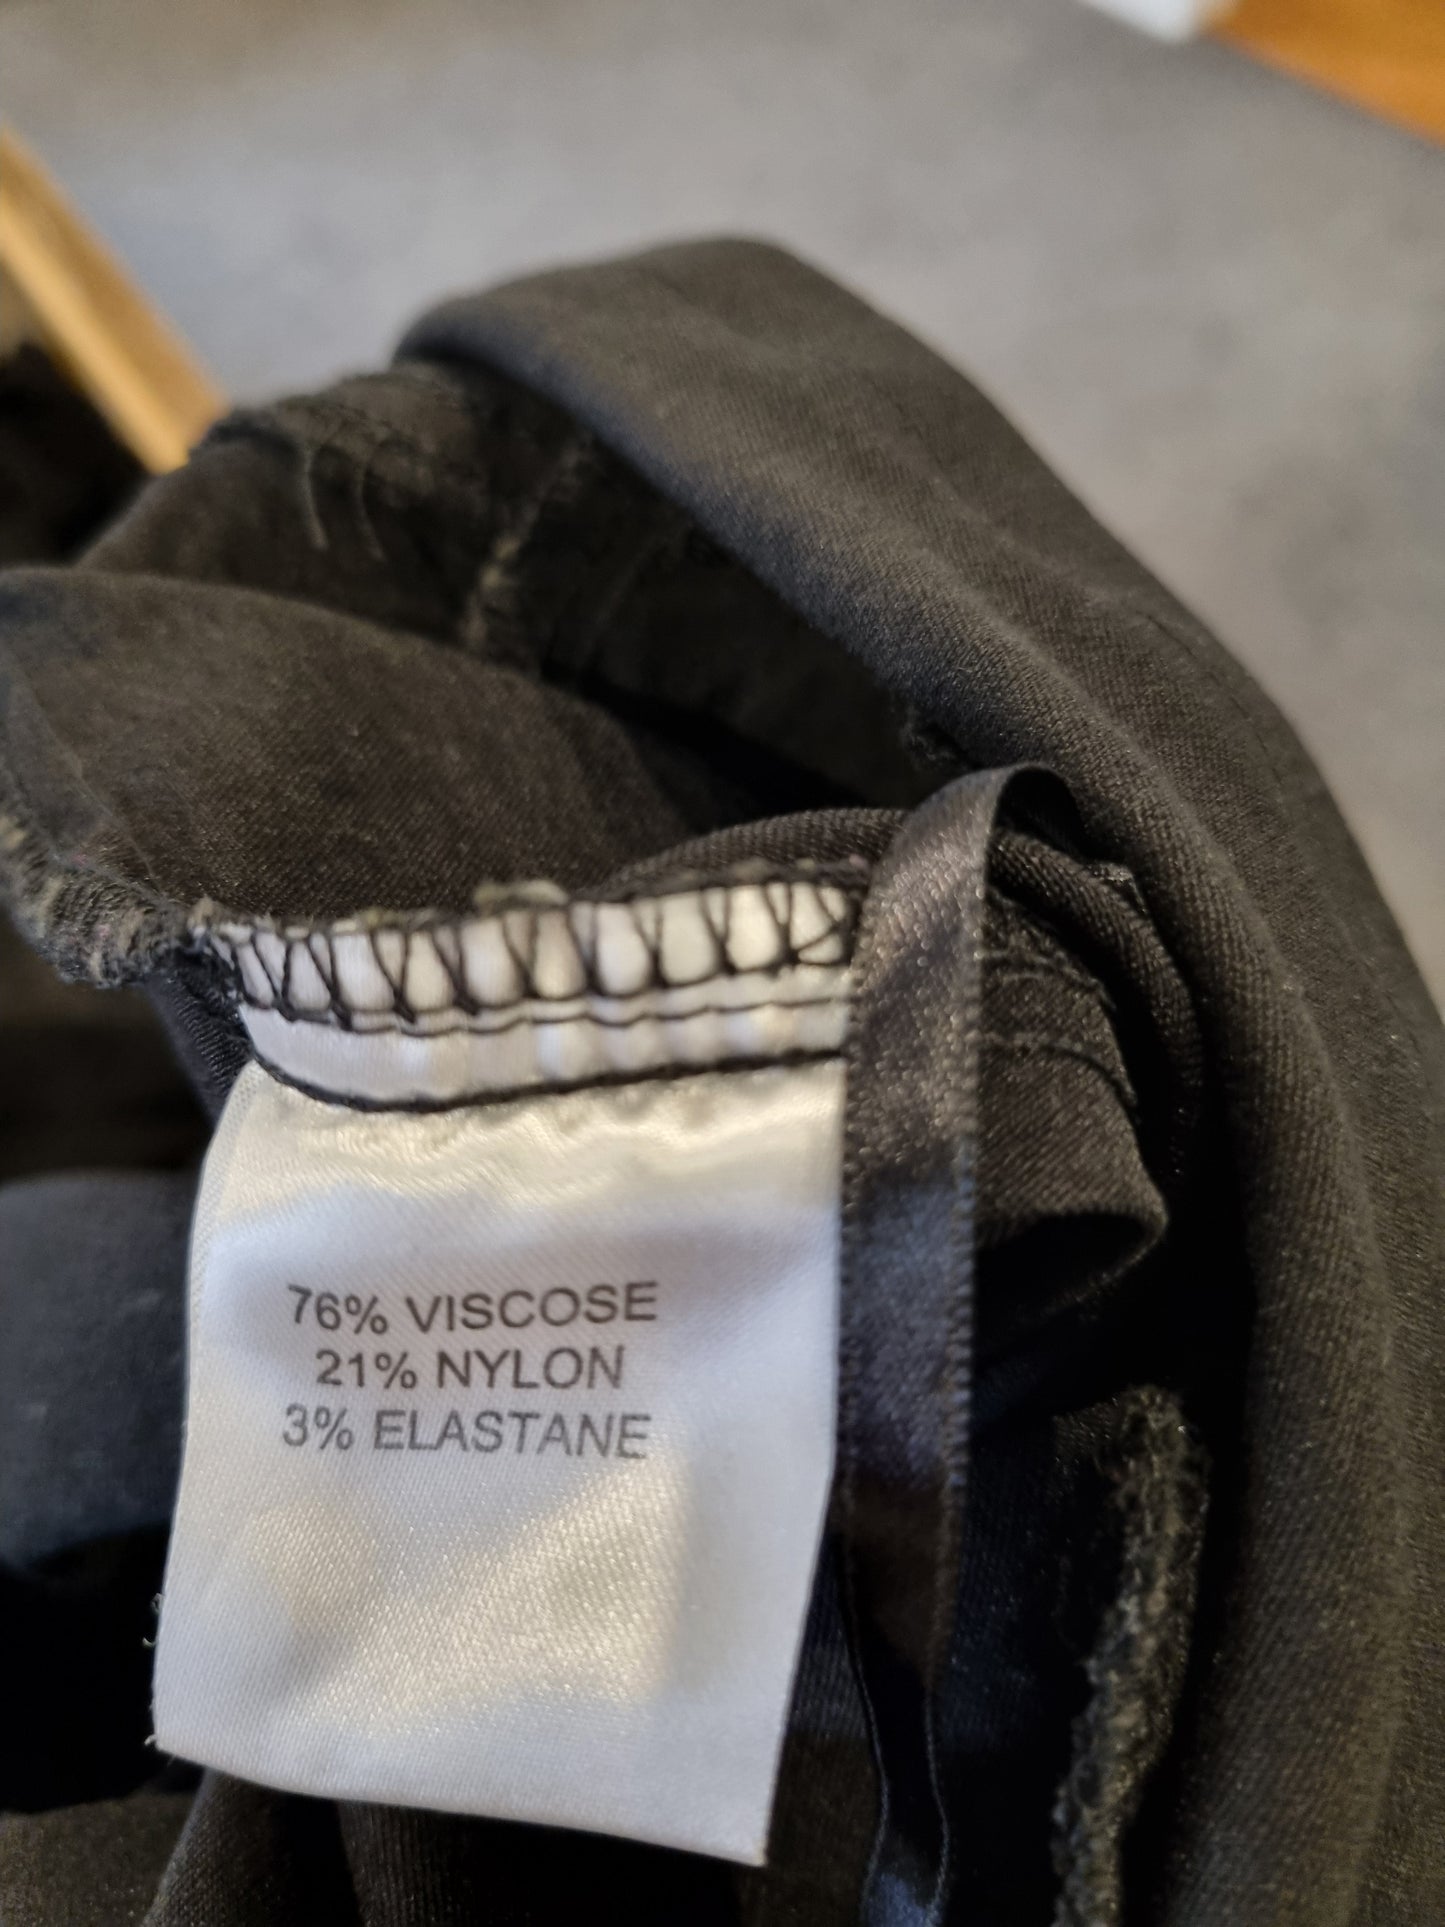 76% VISCOSE
21% NYLON
3% ELASTANE